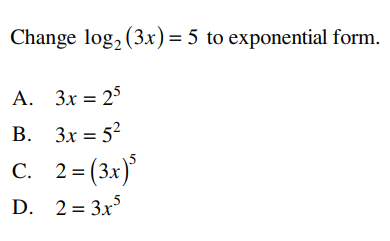 Change log₂(3x) = 5 to exponential form.
A. 3x = 2⁵
B. 3x = 5²
C. 2 = (3x)⁵
D. 2 = 3x⁵